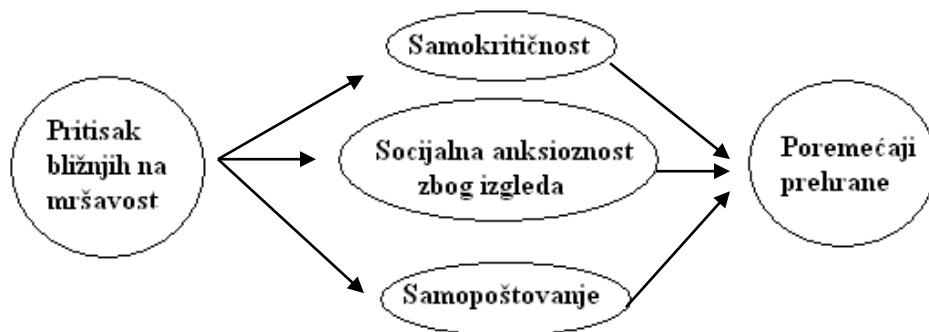 Pritisak
bližnjih na
mršavost
Samokritičnost
Socijalna anksioznost
zbog izgleda
Samopoštovanje
Poremećaji
prehrane